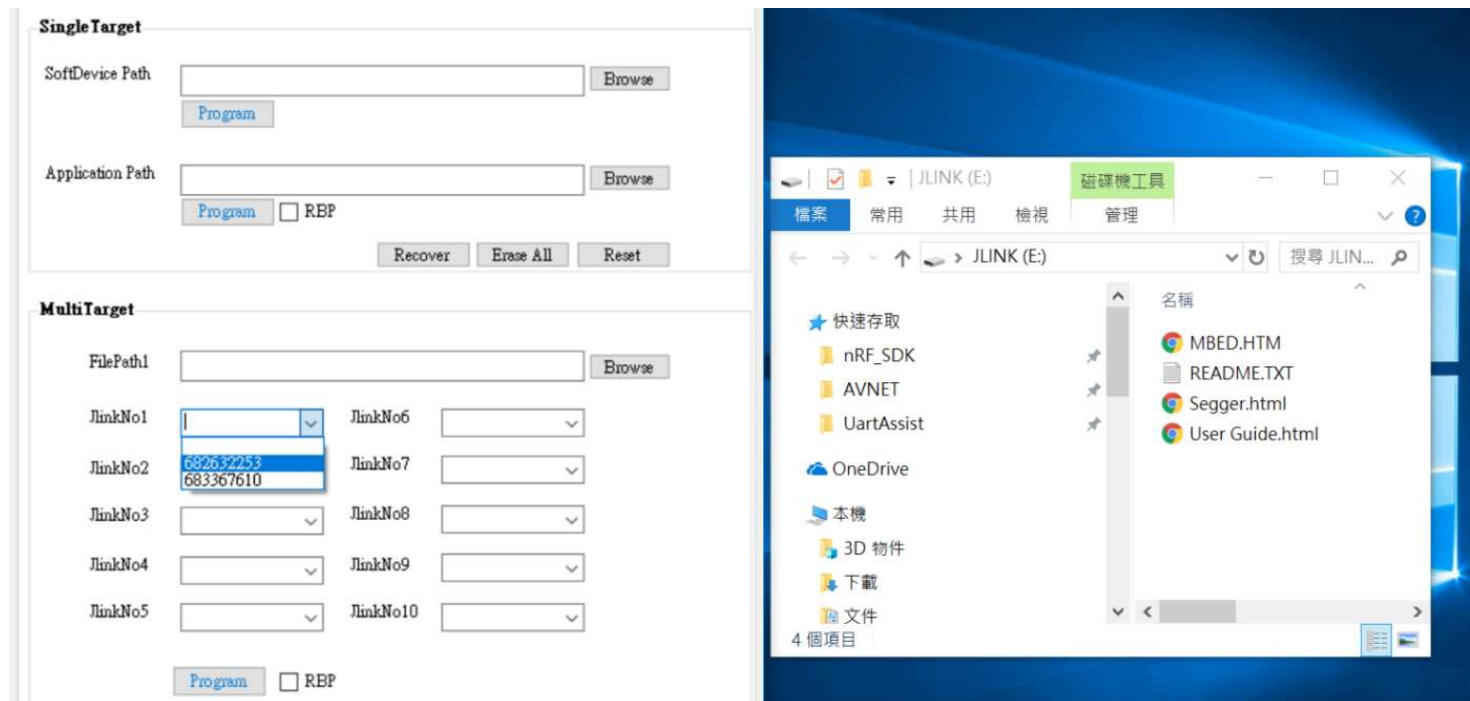 SingleTarget
SoftDevice Path
Browse
Program
Application Path
Browse
Program
RBP
Recover
Erase All
Reset
MultiTarget
FilePath1
Browse
JlinkNo1
JlinkNo6
682632253
683367610
JlinkNo2
JlinkNo7
JlinkNo3
JlinkNo8
JlinkNo4
JlinkNo9
JlinkNo5
JlinkNo10
Program
RBP
JLINK (E:)
磁碟機工具
檔案
常用
共用
檢視
管理
JLINK (E:)
搜尋 JLIN...
快速存取
nRF_SDK
AVNET
UartAssist
OneDrive
本機
3D 物件
下載
文件
名稱
MBED.HTM
README.TXT
Segger.html
User Guide.html
4 個項目